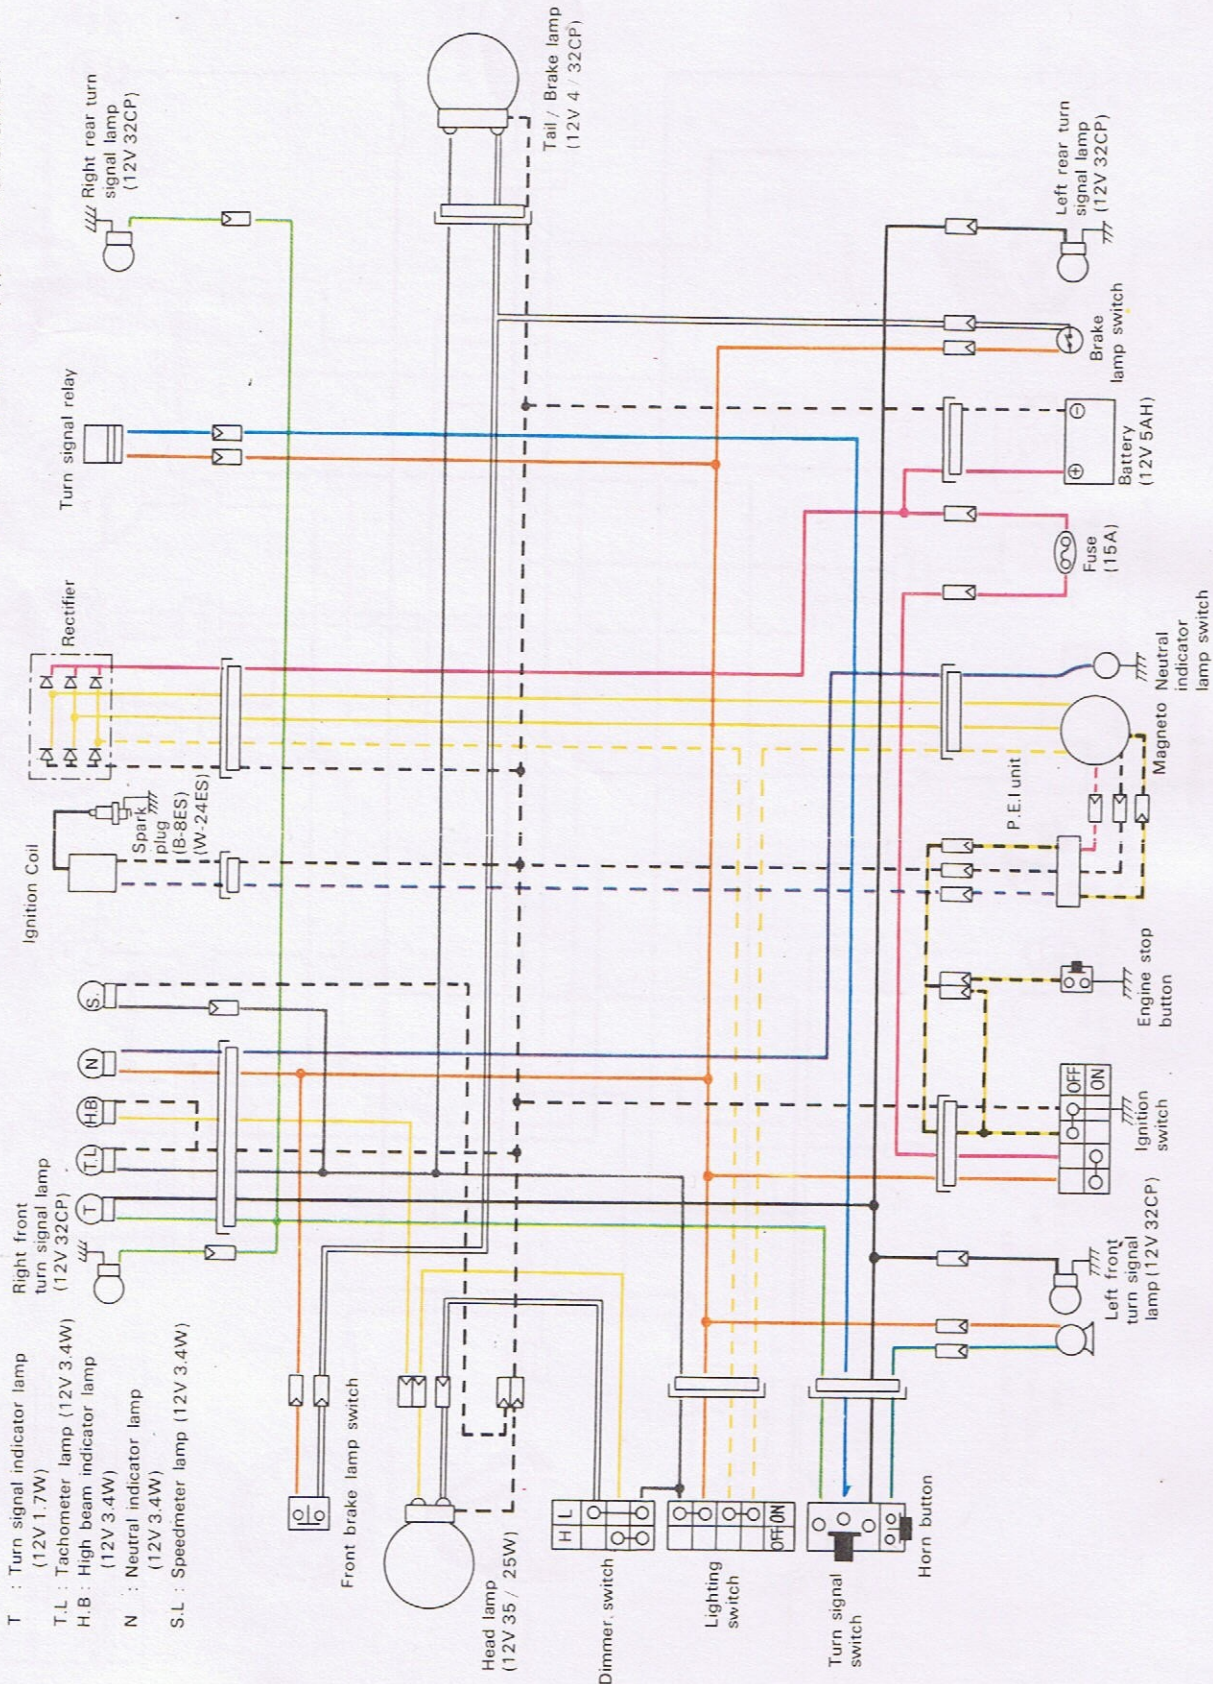 T : Turn signal indicator lamp
(12V 1.7W)
T.L : Tachometer lamp (12V 3.4W)
H.B : High beam indicator lamp
(12V 3.4W)
N : Neutral indicator lamp
(12V 3.4W)
S.L : Speedmeter lamp (12V 3.4W)
Right front
turn signal lamp
(12V 32CP)
T
T.L
H.B
N
S.
Ignition Coil
Spark
plug
(B-8ES)
(W-24ES)
Rectifier
Turn signal relay
Right rear turn
signal lamp
(12V 32CP)
Tail / Brake lamp
(12V 4 / 32CP)
Front brake lamp switch
Head lamp
(12V 35 / 25W)
Dimmer. switch
H L
Lighting
switch
OFF ON
Turn signal
switch
Horn button
Left front
turn signal
lamp (12V 32CP)
Ignition
switch
OFF
ON
Engine stop
button
P.E.I unit
Magneto
Neutral
indicator
lamp switch
Fuse
(15A)
Battery
(12V 5AH)
Brake
lamp switch
Left rear turn
signal lamp
(12V 32CP)